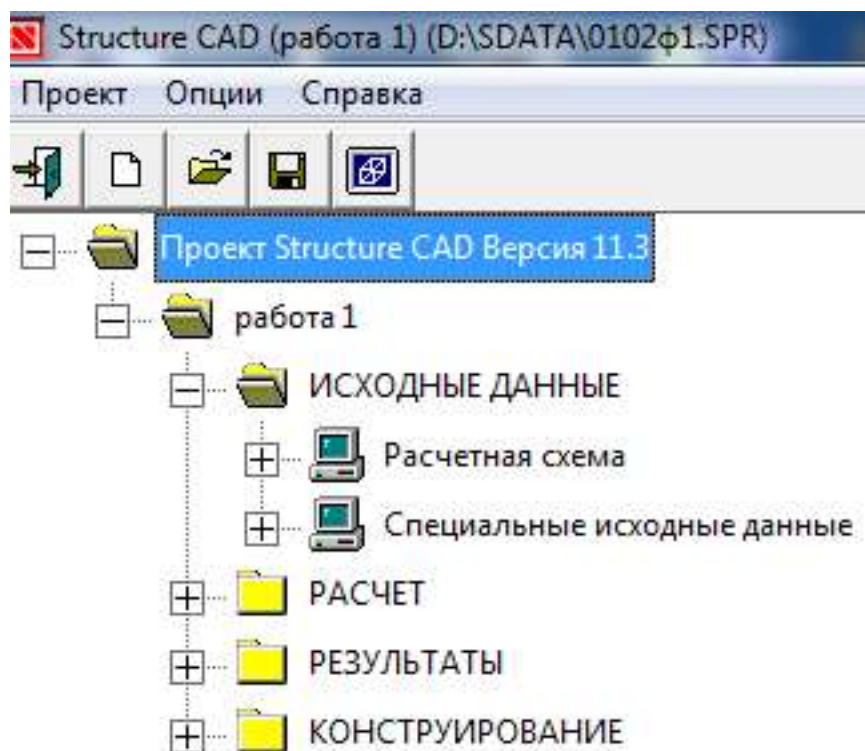 Structure CAD (работа 1) (D:\SDATA\0102ф1.SPR)
Проект Опции Справка
Проект Structure CAD Версия 11.3
работа 1
ИСХОДНЫЕ ДАННЫЕ
Расчетная схема
Специальные исходные данные
РАСЧЕТ
РЕЗУЛЬТАТЫ
КОНСТРУИРОВАНИЕ